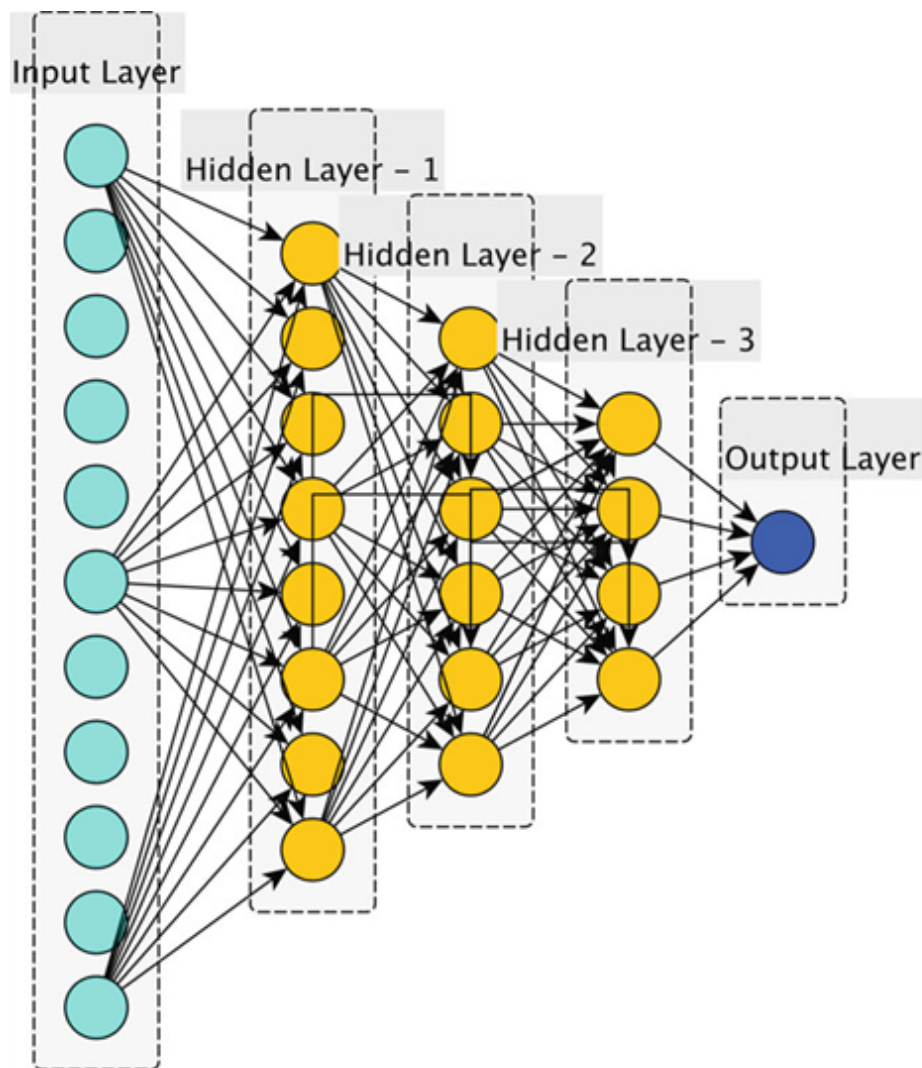 Input Layer
Hidden Layer - 1
Hidden Layer - 2
Hidden Layer - 3
Output Layer